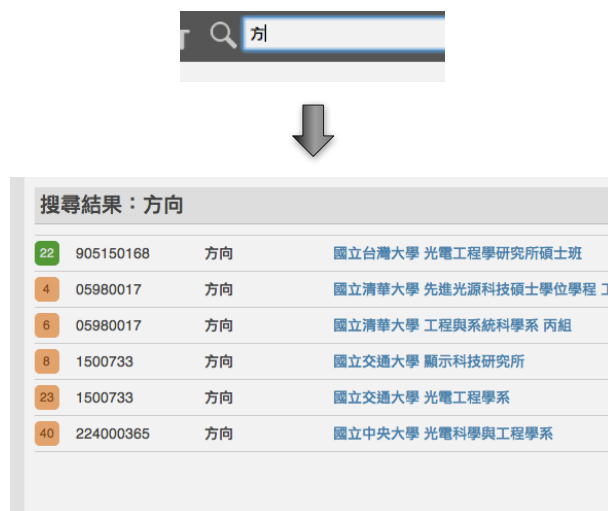 方
搜尋結果：方向
22 905150168 方向 國立台灣大學 光電工程學研究所碩士班
4 05980017 方向 國立清華大學 先進光源科技碩士學位學程
6 05980017 方向 國立清華大學 工程與系統科學系 丙組
8 1500733 方向 國立交通大學 顯示科技研究所
23 1500733 方向 國立交通大學 光電工程學系
40 224000365 方向 國立中央大學 光電科學與工程學系